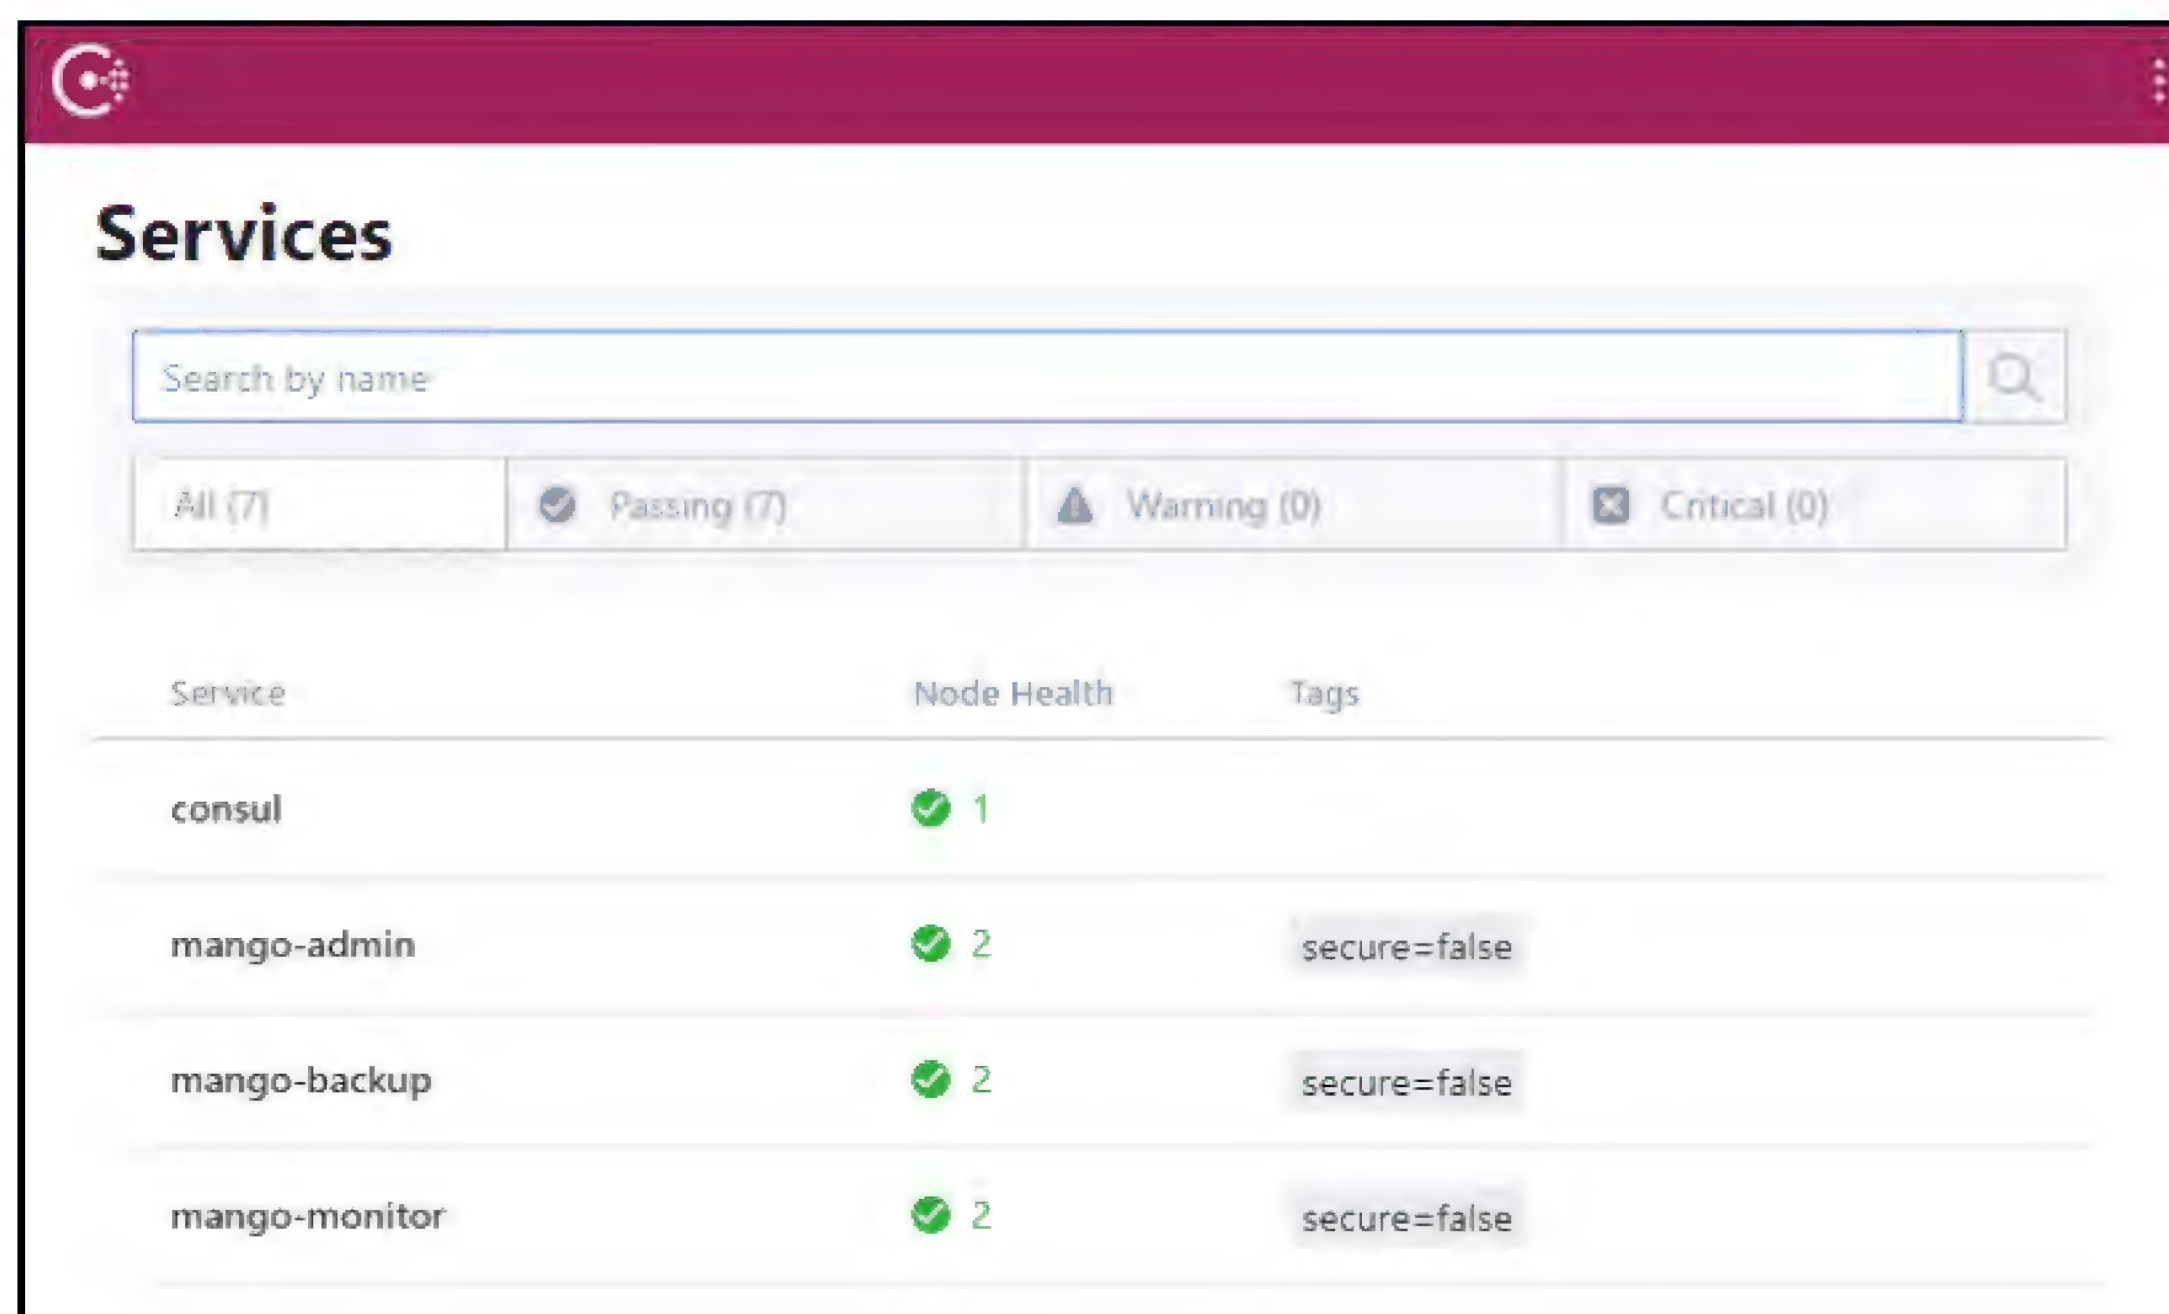 Services
Search by name
All (7) Passing (7) Warning (0) Critical (0)
Service Node Health Tags
consul 1
mango-admin 2 secure=false
mango-backup 2 secure=false
mango-monitor 2 secure=false